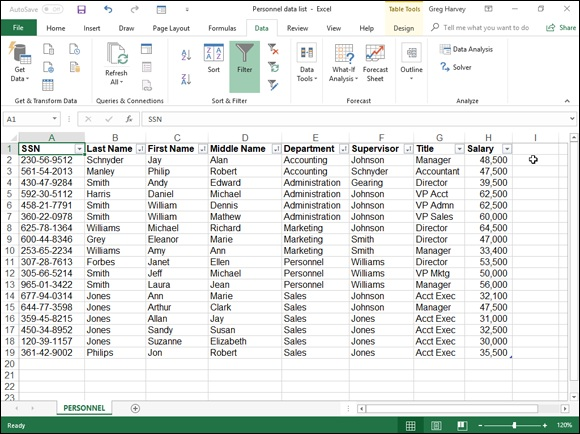 AutoSave Off Personnel data list - Excel Table Tools Greg Harvey
File Home Insert Page Layout Formulas Data Review View Design Tell me what you want to do
Get Data Refresh All Sort Filter Data Tools What-If Analysis Forecast Sheet Outline Data Analysis Solver
Get & Transform Data Queries & Connections Sort & Filter Forecast Analysis
A1 fx SSN
A B C D E F G H I
1 SSN Last Name First Name Middle Name Department Supervisor Title Salary
2 230-56-9512 Schnyder Jay Alan Accounting Johnson Manager 48,500
3 561-54-2013 Manley Philip Robert Accounting Schnyder Accountant 47,500
4 430-47-9284 Smith Andy Edward Administration Gearing Director 39,500
5 592-30-5112 Harris Daniel Michael Administration Johnson VP Acct 62,500
6 458-21-7791 Smith William Dennis Administration Johnson VP Admn 62,500
7 360-22-0978 Smith William Mathew Administration Johnson VP Sales 60,000
8 625-78-1364 Williams Michael Richard Marketing Johnson Director 64,500
9 600-44-8346 Grey Eleanor Marie Marketing Smith Director 47,000
10 253-65-2234 Williams Amy Ann Marketing Smith Manager 33,400
11 307-28-7613 Forbes Janet Ellen Personnel Williams Director 53,500
12 305-66-5214 Smith Jeff Michael Personnel Williams VP Mktg 50,000
13 965-01-3422 Smith Laura Jean Personnel Williams Manager 56,000
14 677-94-0314 Jones Ann Marie Sales Johnson Acct Exec 32,100
15 644-77-3598 Jones Arthur Clark Sales Johnson Manager 47,500
16 359-45-8215 Jones Allan Jay Sales Jones Acct Exec 31,000
17 450-34-8952 Jones Sandy Susan Sales Jones Acct Exec 32,500
18 120-39-1157 Jones Suzanne Elizabeth Sales Jones Acct Exec 30,000
19 361-42-9002 Philips Jon Robert Sales Jones Acct Exec 35,500
20
21
22
23
PERSONNEL
Ready 120%